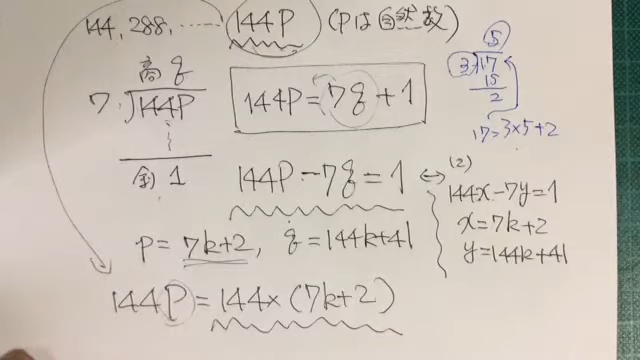 144, 288, ……… 144P (Pは自然数)
商 q
7)144P
余 1
144P = 7q + 1
144P - 7q = 1 ↔ (2)
P = 7k+2, q = 144k+41
144P = 144×(7k+2)
5
3)17
15
2
17=3×5+2
144x-7y=1
x=7k+2
y=144k+41